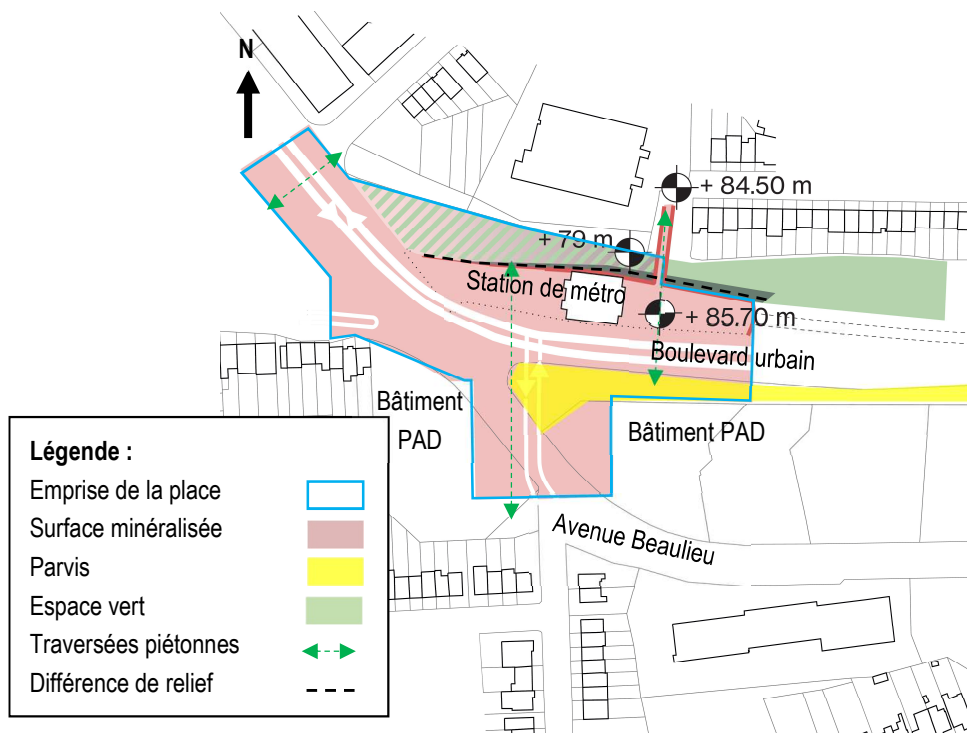 N
+ 84.50 m
+ 79 m
Station de métro
+ 85.70 m
Boulevard urbain
Bâtiment
PAD
Bâtiment PAD
Avenue Beaulieu
Légende :
Emprise de la place
Surface minéralisée
Parvis
Espace vert
Traversées piétonnes
Différence de relief